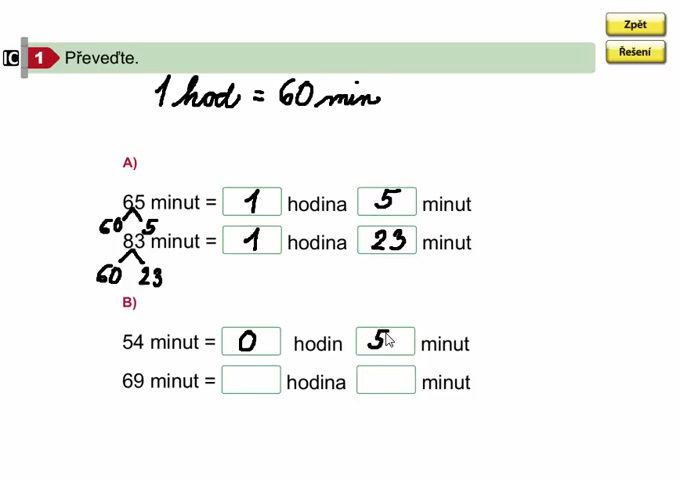 Zpět
Řešení
IC 1 Převeďte.
1 hod = 60 min
A)
65 minut = 1 hodina 5 minut
60 5
83 minut = 1 hodina 23 minut
60 23
B)
54 minut = 0 hodin 5 minut
69 minut = hodina minut